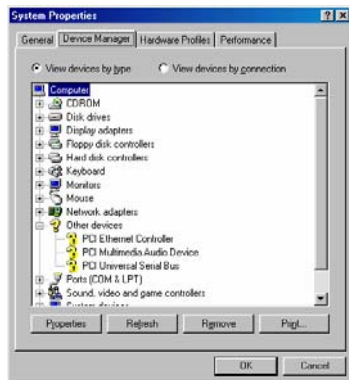 System Properties
General Device Manager Hardware Profiles Performance
View devices by type View devices by connection
Computer
CDROM
Disk drives
Display adapters
Floppy disk controllers
Hard disk controllers
Keyboard
Monitors
Mouse
Network adapters
Other devices
PCI Ethernet Controller
PCI Multimedia Audio Device
PCI Universal Serial Bus
Ports (COM & LPT)
Sound, video and game controllers
System devices
Properties Refresh Remove Print...
OK Cancel